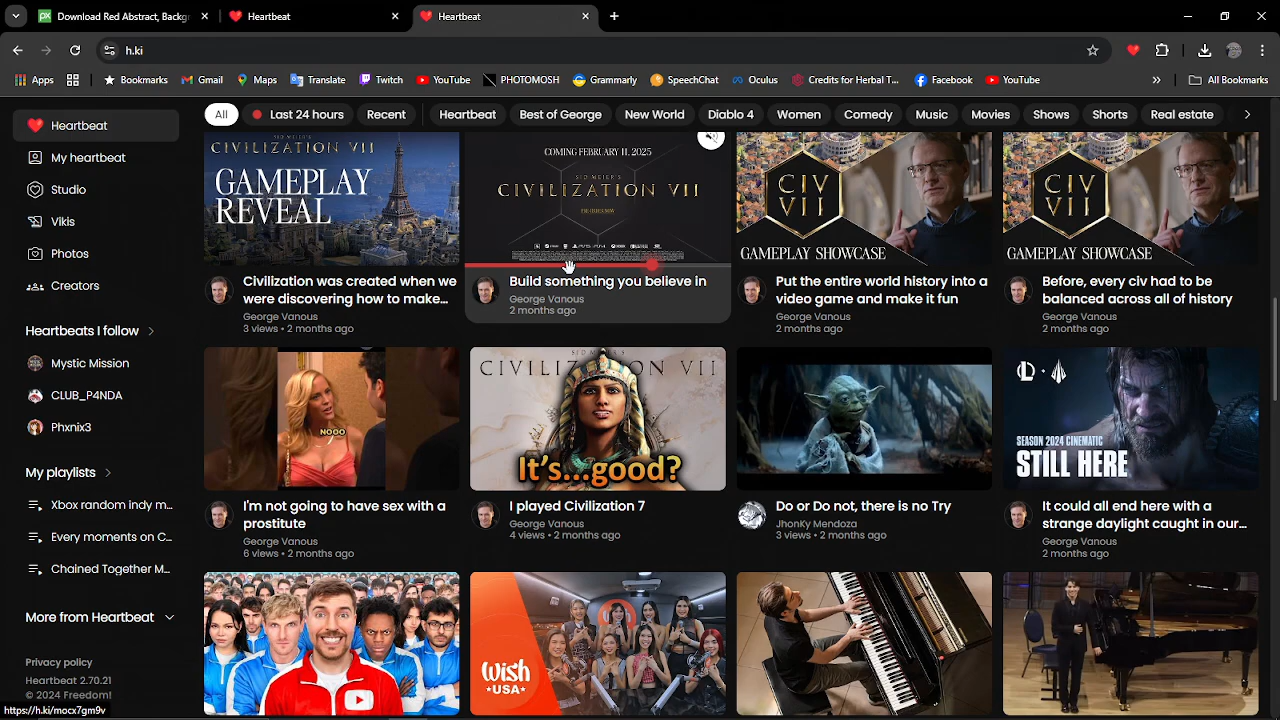 Download Red Abstract, Backgr
Heartbeat
Heartbeat
h.ki
Apps
Bookmarks
Gmail
Maps
Translate
Twitch
YouTube
PHOTOMOSH
Grammarly
SpeechChat
Oculus
Credits for Herbal T...
Facebook
YouTube
All Bookmarks
Heartbeat
My heartbeat
Studio
Vikis
Photos
Creators
Heartbeats I follow
Mystic Mission
CLUB_P4NDA
Phxnix3
My playlists
Xbox random indy m...
Every moments on C...
Chained Together M...
More from Heartbeat
Privacy policy
Heartbeat 2.70.21
© 2024 Freedom!
https://h.ki/mocx7gm9v
All
Last 24 hours
Recent
Heartbeat
Best of George
New World
Diablo 4
Women
Comedy
Music
Movies
Shows
Shorts
Real estate
CIVILIZATION VII
GAMEPLAY
REVEAL
Civilization was created when we
were discovering how to make...
George Vanous
3 views • 2 months ago
COMING FEBRUARY 11, 2025
SID MEIER'S
CIVILIZATION VII
Build something you believe in
George Vanous
2 months ago
CIV
VII
GAMEPLAY SHOWCASE
Put the entire world history into a
video game and make it fun
George Vanous
2 months ago
CIV
VII
GAMEPLAY SHOWCASE
Before, every civ had to be
balanced across all of history
George Vanous
2 months ago
NOOO
I'm not going to have sex with a
prostitute
George Vanous
6 views • 2 months ago
SID MEIER'S
CIVILIZATION VII
It's...good?
I played Civilization 7
George Vanous
4 views • 2 months ago
Do or Do not, there is no Try
JhonKy Mendoza
3 views • 2 months ago
SEASON 2024 CINEMATIC
STILL HERE
It could all end here with a
strange daylight caught in our...
George Vanous
2 months ago
wish
USA